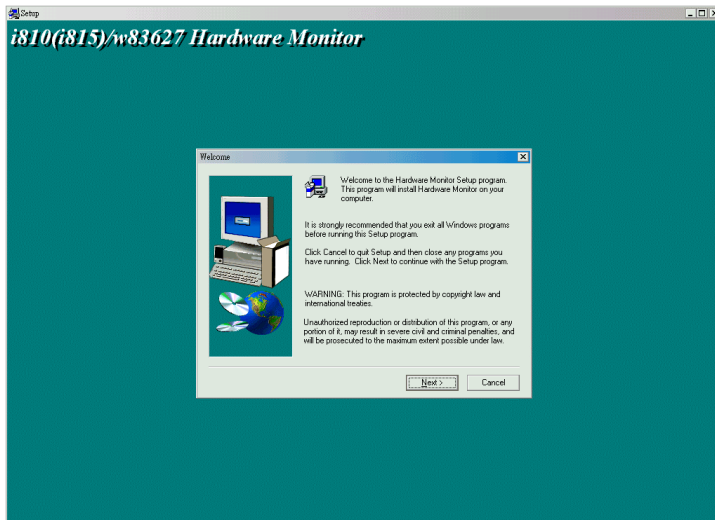 Setup
i810(i815)/w83627 Hardware Monitor
Welcome
Welcome to the Hardware Monitor Setup program.
This program will install Hardware Monitor on your
computer.
It is strongly recommended that you exit all Windows programs
before running this Setup program.
Click Cancel to quit Setup and then close any programs you
have running. Click Next to continue with the Setup program.
WARNING: This program is protected by copyright law and
international treaties.
Unauthorized reproduction or distribution of this program, or any
portion of it, may result in severe civil and criminal penalties, and
will be prosecuted to the maximum extent possible under law.
Next >
Cancel